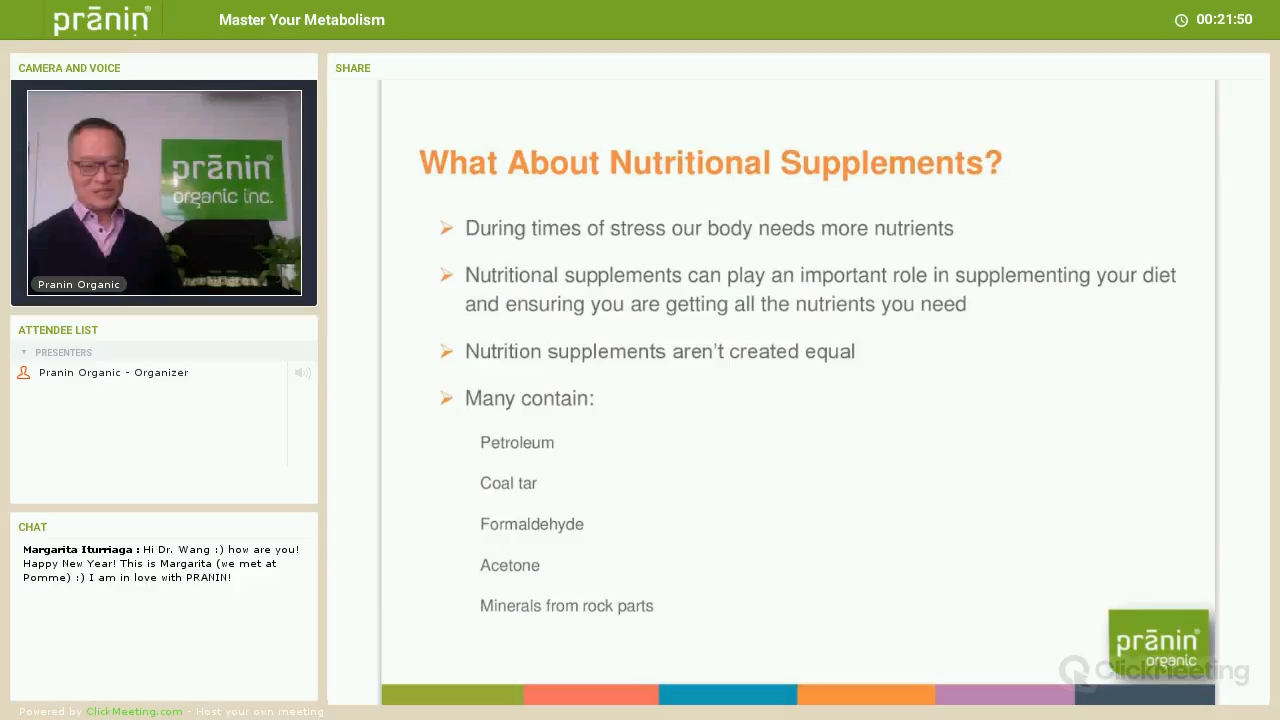 pränin®
Master Your Metabolism
00:21:50
CAMERA AND VOICE
SHARE
pränin®
organic inc.
Pranin Organic
ATTENDEE LIST
PRESENTERS
Pranin Organic - Organizer
CHAT
Margarita Iturriaga : Hi Dr. Wang :) how are you!
Happy New Year! This is Margarita (we met at
Pomme) :) I am in love with PRANIN!
What About Nutritional Supplements?
During times of stress our body needs more nutrients
Nutritional supplements can play an important role in supplementing your diet
and ensuring you are getting all the nutrients you need
Nutrition supplements aren't created equal
Many contain:
Petroleum
Coal tar
Formaldehyde
Acetone
Minerals from rock parts
prānin®
organic
ClickMeeting
Powered by ClickMeeting.com - Host your own meeting